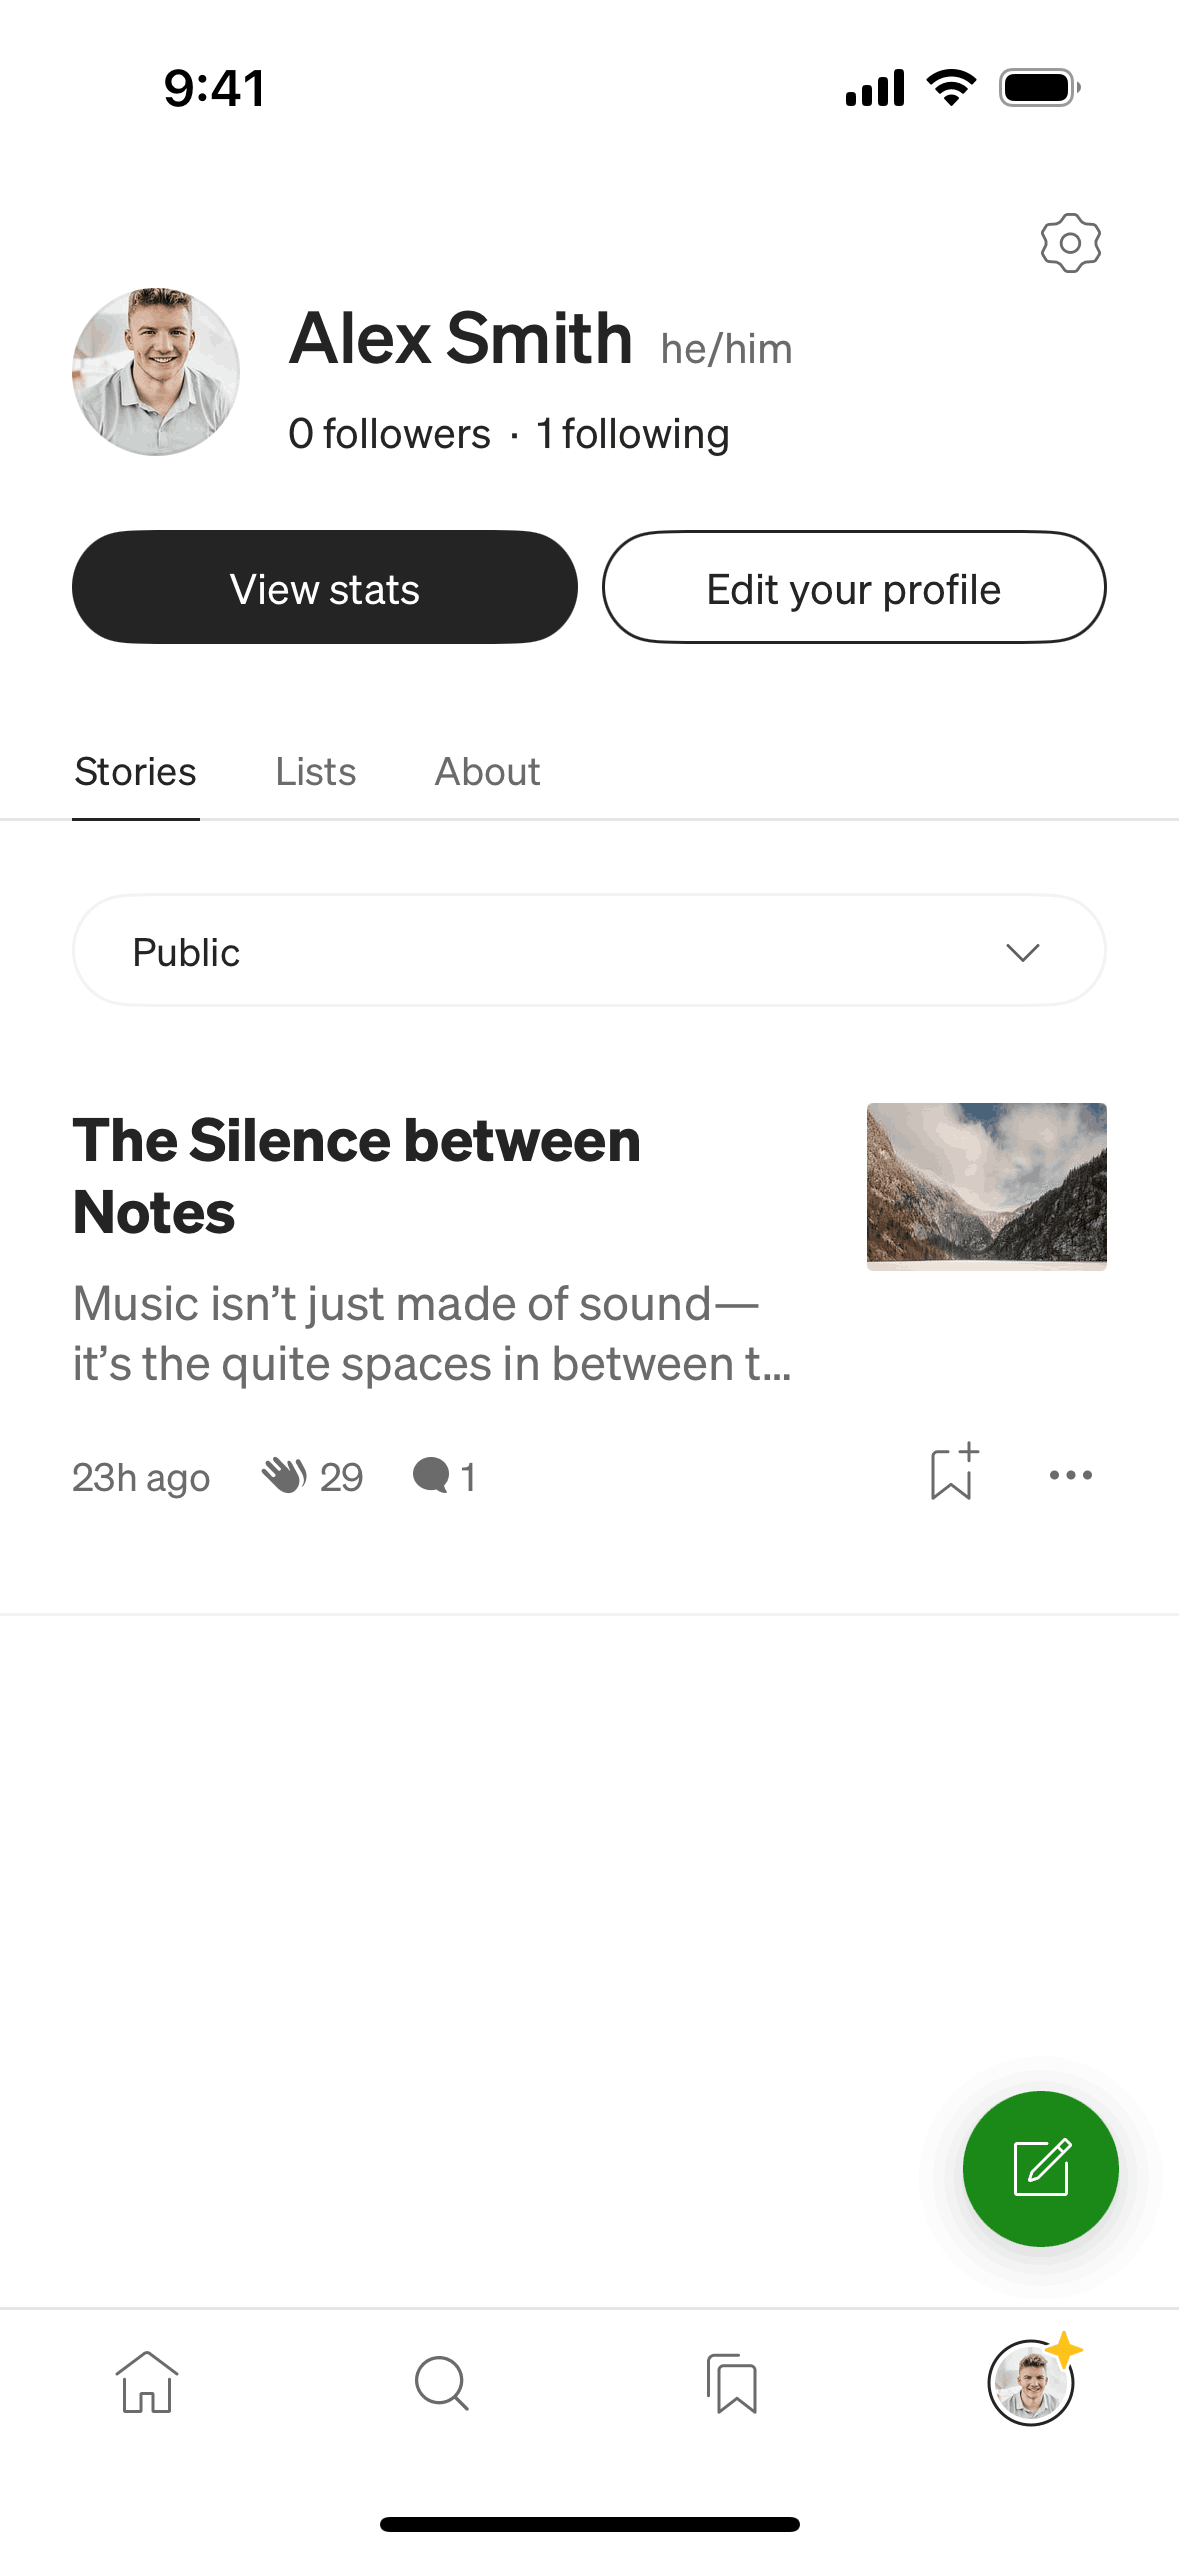 9:41
Alex Smith he/him
0 followers · 1 following
View stats
Edit your profile
Stories
Lists
About
Public
The Silence between
Notes
Music isn’t just made of sound—
it’s the quite spaces in between t...
23h ago
29
1